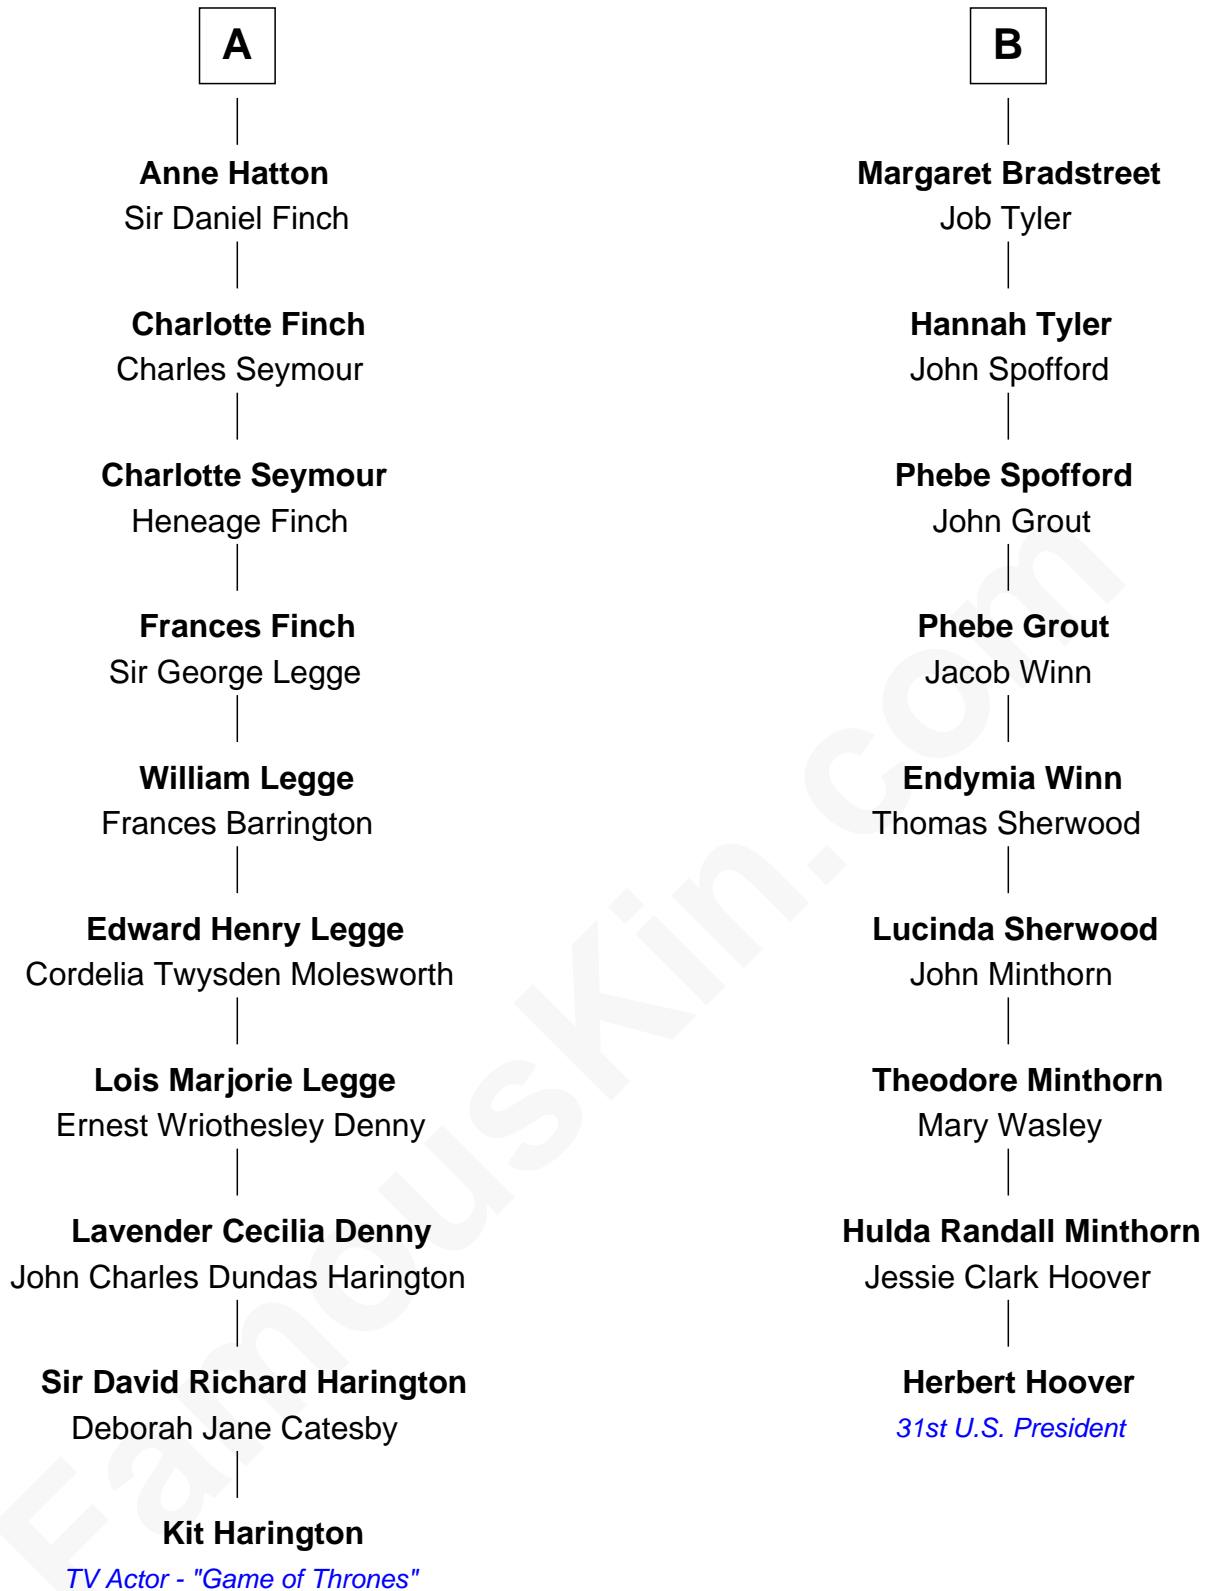 A
Anne Hatton
Sir Daniel Finch
Charlotte Finch
Charles Seymour
Charlotte Seymour
Heneage Finch
Frances Finch
Sir George Legge
William Legge
Frances Barrington
Edward Henry Legge
Cordelia Twysden Molesworth
Lois Marjorie Legge
Ernest Wriothesley Denny
Lavender Cecilia Denny
John Charles Dundas Harington
Sir David Richard Harington
Deborah Jane Catesby
Kit Harington
TV Actor - "Game of Thrones"
B
Margaret Bradstreet
Job Tyler
Hannah Tyler
John Spofford
Phebe Spofford
John Grout
Phebe Grout
Jacob Winn
Endymia Winn
Thomas Sherwood
Lucinda Sherwood
John Minthorn
Theodore Minthorn
Mary Wasley
Hulda Randall Minthorn
Jessie Clark Hoover
Herbert Hoover
31st U.S. President
FamousKin.com